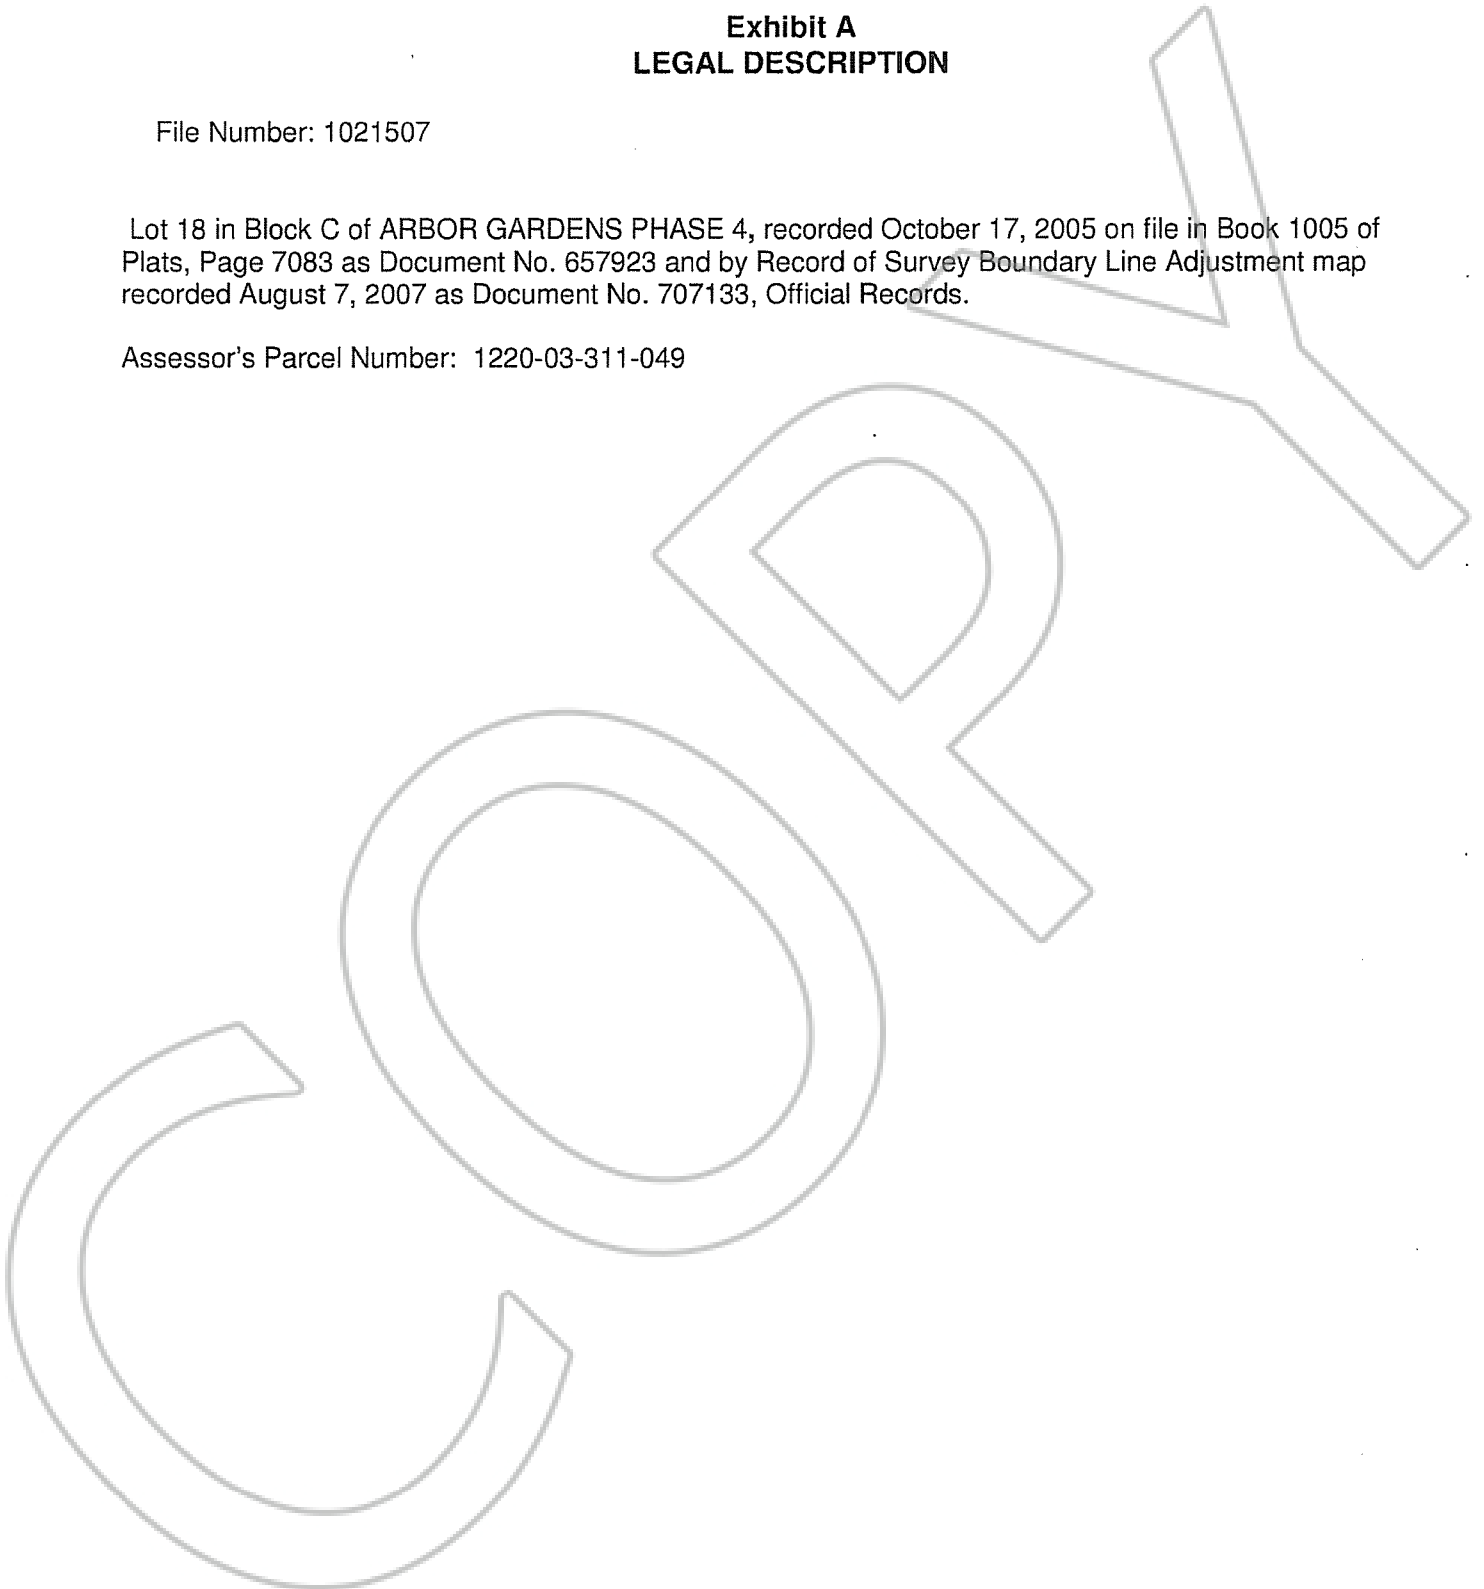 Exhibit A
LEGAL DESCRIPTION
File Number: 1021507
Lot 18 in Block C of ARBOR GARDENS PHASE 4, recorded October 17, 2005 on file in Book 1005 of
Plats, Page 7083 as Document No. 657923 and by Record of Survey Boundary Line Adjustment map
recorded August 7, 2007 as Document No. 707133, Official Records.
Assessor's Parcel Number: 1220-03-311-049
COPY